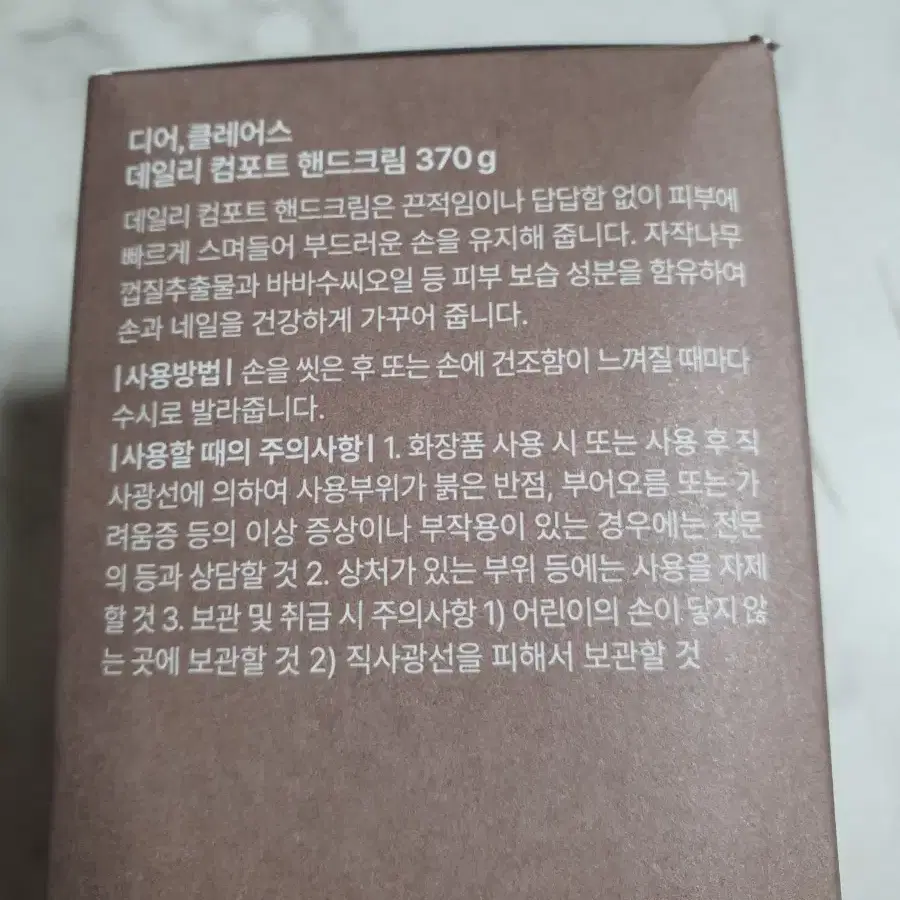 디어, 클레어스
데일리 컴포트 핸드크림 370g
데일리 컴포트 핸드크림은 끈적임이나 답답함 없이 피부에
빠르게 스며들어 부드러운 손을 유지해 줍니다. 자작나무
껍질추출물과 바바수씨오일 등 피부 보습 성분을 함유하여
손과 네일을 건강하게 가꾸어 줍니다.
|사용방법| 손을 씻은 후 또는 손에 건조함이 느껴질 때마다
수시로 발라줍니다.
|사용할 때의 주의사항| 1. 화장품 사용 시 또는 사용 후 직
사광선에 의하여 사용부위가 붉은 반점, 부어오름 또는 가
려움증 등의 이상 증상이나 부작용이 있는 경우에는 전문
의 등과 상담할 것 2. 상처가 있는 부위 등에는 사용을 자제
할 것 3. 보관 및 취급 시 주의사항 1) 어린이의 손이 닿지 않
는 곳에 보관할 것 2) 직사광선을 피해서 보관할 것